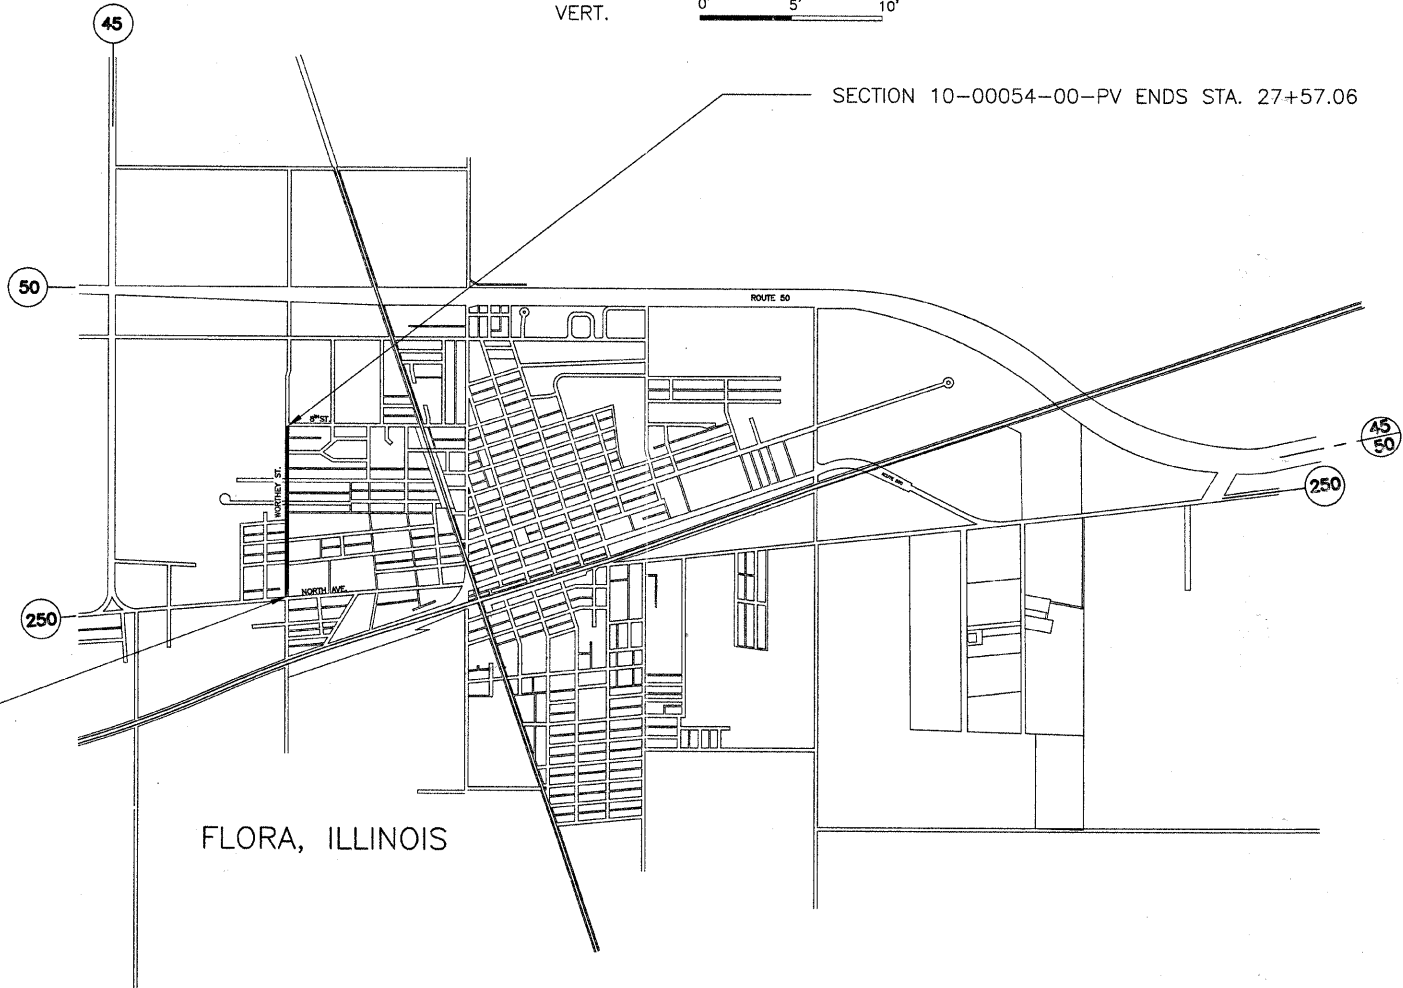 0' 5' 10'
VERT.
45
SECTION 10-00054-00-PV ENDS STA. 27+57.06
50
ROUTE 50
8TH ST.
45
50
WORTHEY ST.
250
NORTH AVE.
250
FLORA, ILLINOIS